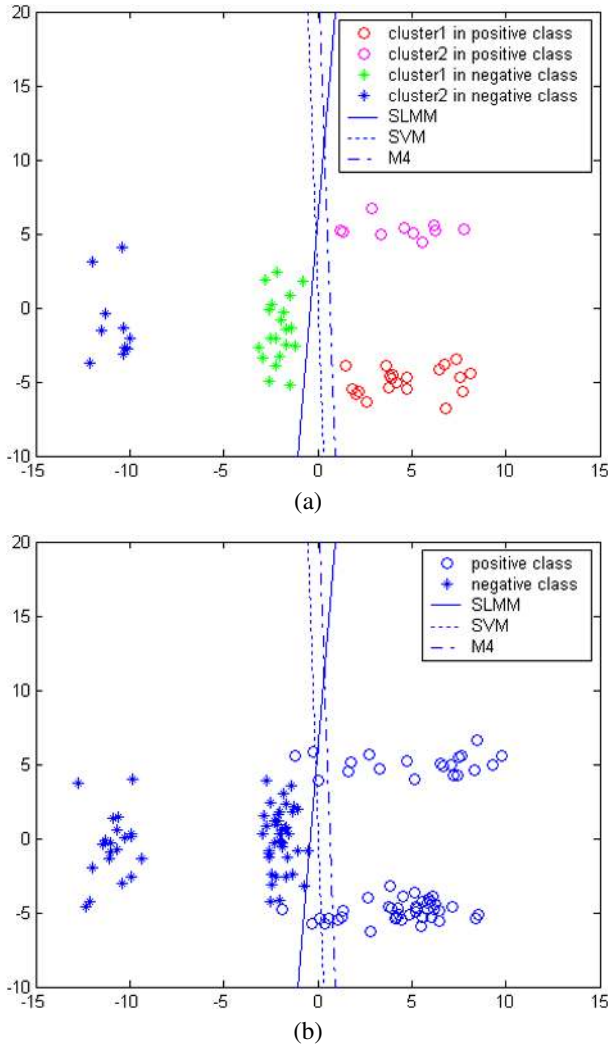 20
15
10
5
0
-5
-10
-15
-10
-5
0
5
10
15
cluster1 in positive class
cluster2 in positive class
cluster1 in negative class
cluster2 in negative class
SLMM
SVM
M4
(a)
20
15
10
5
0
-5
-10
-15
-10
-5
0
5
10
15
positive class
negative class
SLMM
SVM
M4
(b)